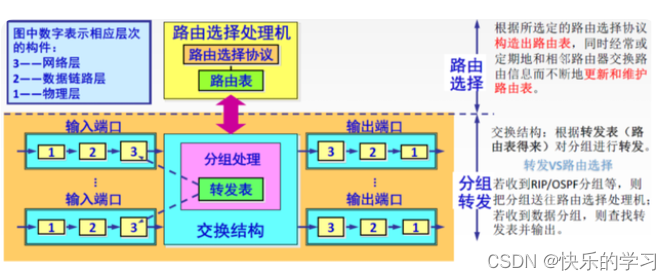 图中数字表示相应层次
的构件：
3——网络层
2——数据链路层
1——物理层
路由选择处理机
路由选择协议
路由表
路由
选择
根据所选定的路由选择协议
构造出路由表，同时经常或
定期地和相邻路由器交换路
由信息而不断地更新和维护
路由表。
输入端口
1 2 3
输入端口
1 2 3
分组处理
转发表
交换结构
输出端口
3 2 1
输出端口
3 2 1
分组
转发
交换结构：根据转发表（路
由表得来）对分组进行转发。
转发VS路由选择
若收到RIP/OSPF分组等，则
把分组送往路由选择处理机；
若收到数据分组，则查找转
发表并输出。
CSDN @快乐的学习